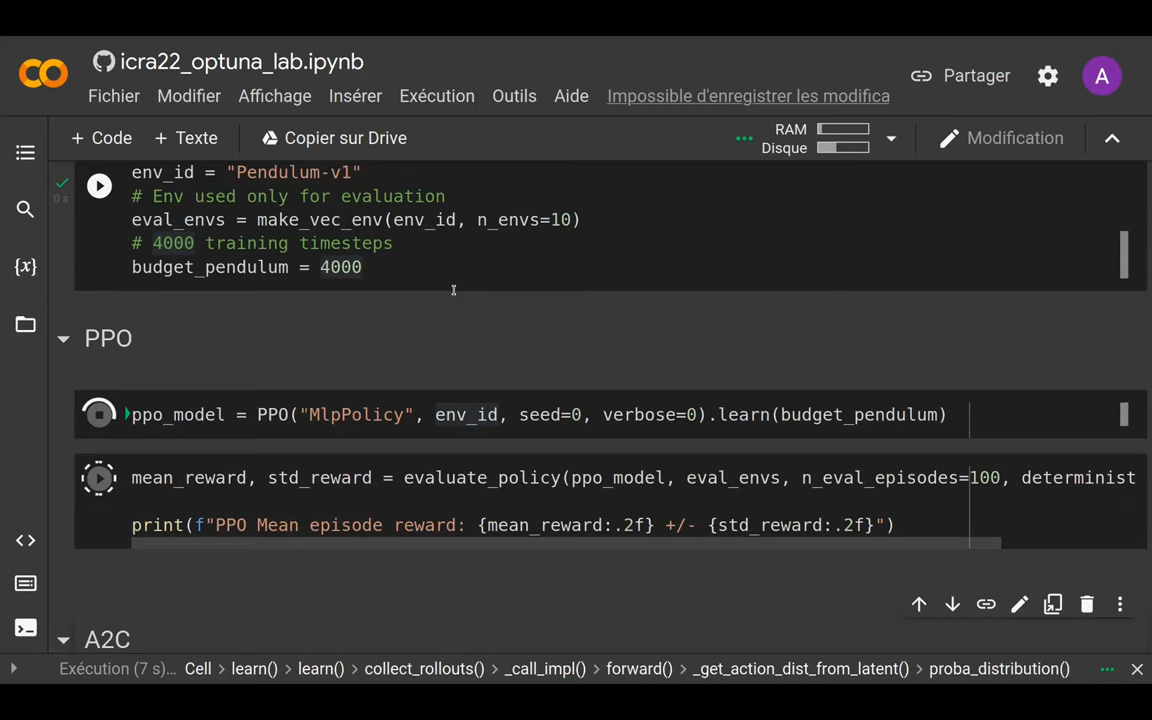 icra22_optuna_lab.ipynb
Partager
A
Fichier Modifier Affichage Insérer Exécution Outils Aide Impossible d'enregistrer les modifica
+ Code + Texte Copier sur Drive
RAM
Disque
Modification
env_id = "Pendulum-v1"
0 s
# Env used only for evaluation
eval_envs = make_vec_env(env_id, n_envs=10)
# 4000 training timesteps
{x}
budget_pendulum = 4000
PPO
ppo_model = PPO("MlpPolicy", env_id, seed=0, verbose=0).learn(budget_pendulum)
mean_reward, std_reward = evaluate_policy(ppo_model, eval_envs, n_eval_episodes=100, determinist
print(f"PPO Mean episode reward: {mean_reward:.2f} +/- {std_reward:.2f}")
A2C
Exécution (7 s)... Cell > learn() > learn() > collect_rollouts() > _call_impl() > forward() > _get_action_dist_from_latent() > proba_distribution()